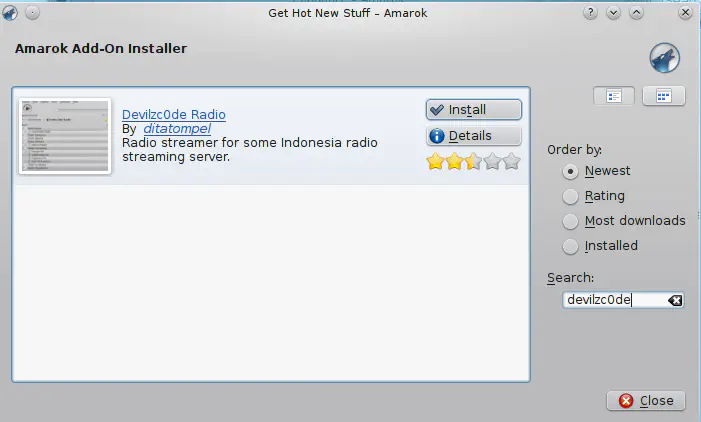 Get Hot New Stuff – Amarok
Amarok Add-On Installer
Devilzc0de Radio
By ditatompel
Radio streamer for some Indonesia radio
streaming server.
Install
Details
Order by:
Newest
Rating
Most downloads
Installed
Search:
devilzc0de
Close